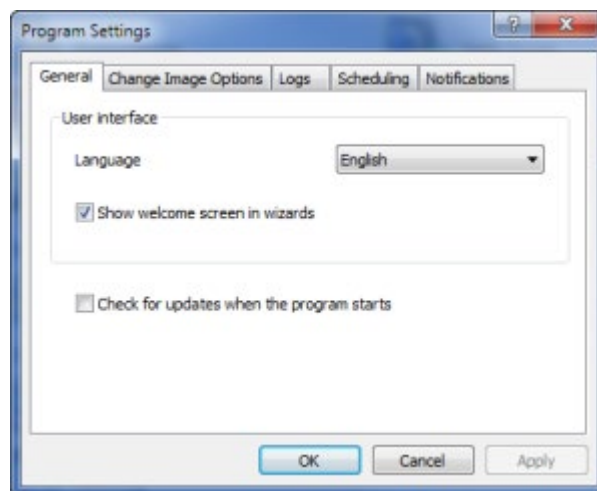 Program Settings
General Change Image Options Logs Scheduling Notifications
User interface
Language English
Show welcome screen in wizards
Check for updates when the program starts
OK Cancel Apply